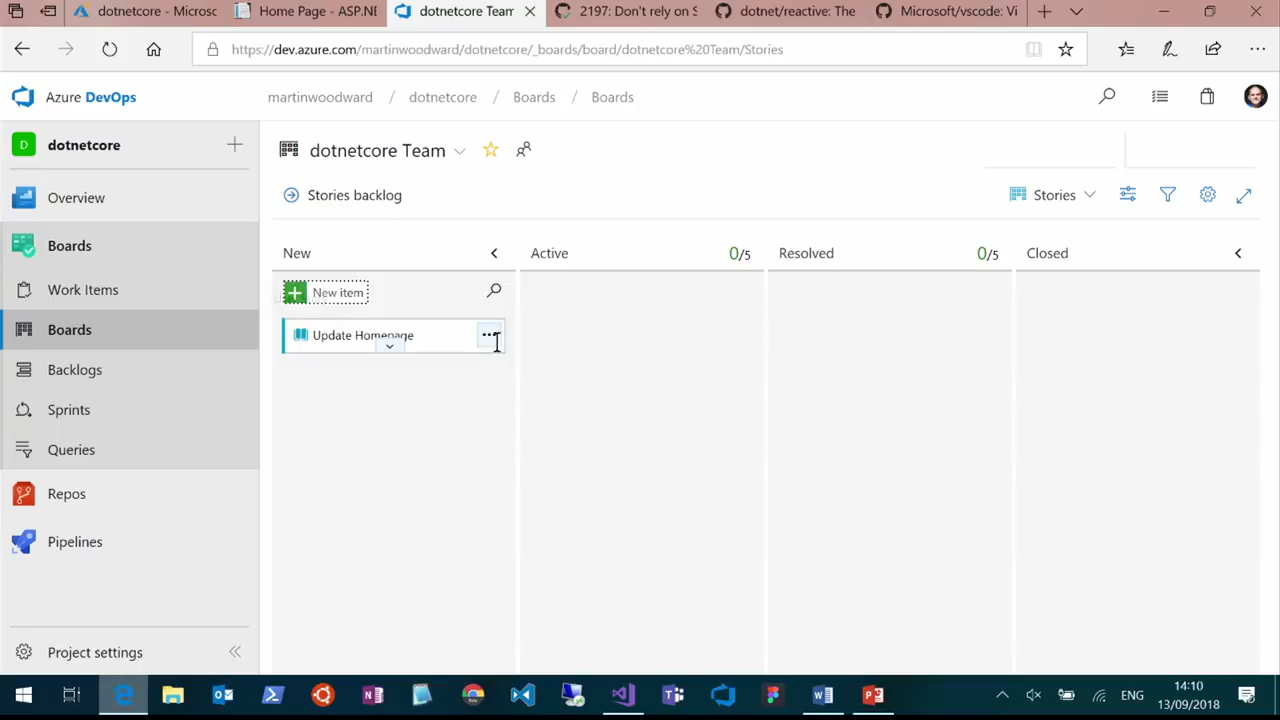 dotnetcore - Microsc
Home Page - ASP.NE
dotnetcore Team
2197: Don't rely on S
dotnet/reactive: The
Microsoft/vscode: Vi
https://dev.azure.com/martinwoodward/dotnetcore/_boards/board/dotnetcore%20Team/Stories
Azure DevOps
martinwoodward / dotnetcore / Boards / Boards
D dotnetcore
dotnetcore Team
Overview
Stories backlog
Stories
Boards
New
Active 0/5
Resolved 0/5
Closed
Work Items
New item
Boards
Update Homepage
Backlogs
Sprints
Queries
Repos
Pipelines
Project settings
ENG
14:10
13/09/2018